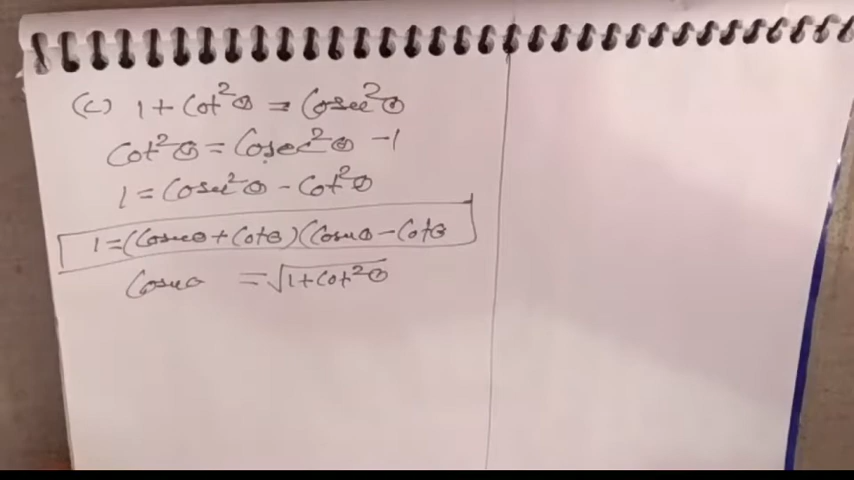 (C) 1 + Cot²θ = Cosec²θ
Cot²θ = Cosec²θ - 1
1 = Cosec²θ - Cot²θ
1 = (Cosecθ + Cotθ)(Cosecθ - Cotθ
Cosecθ = √1 + Cot²θ